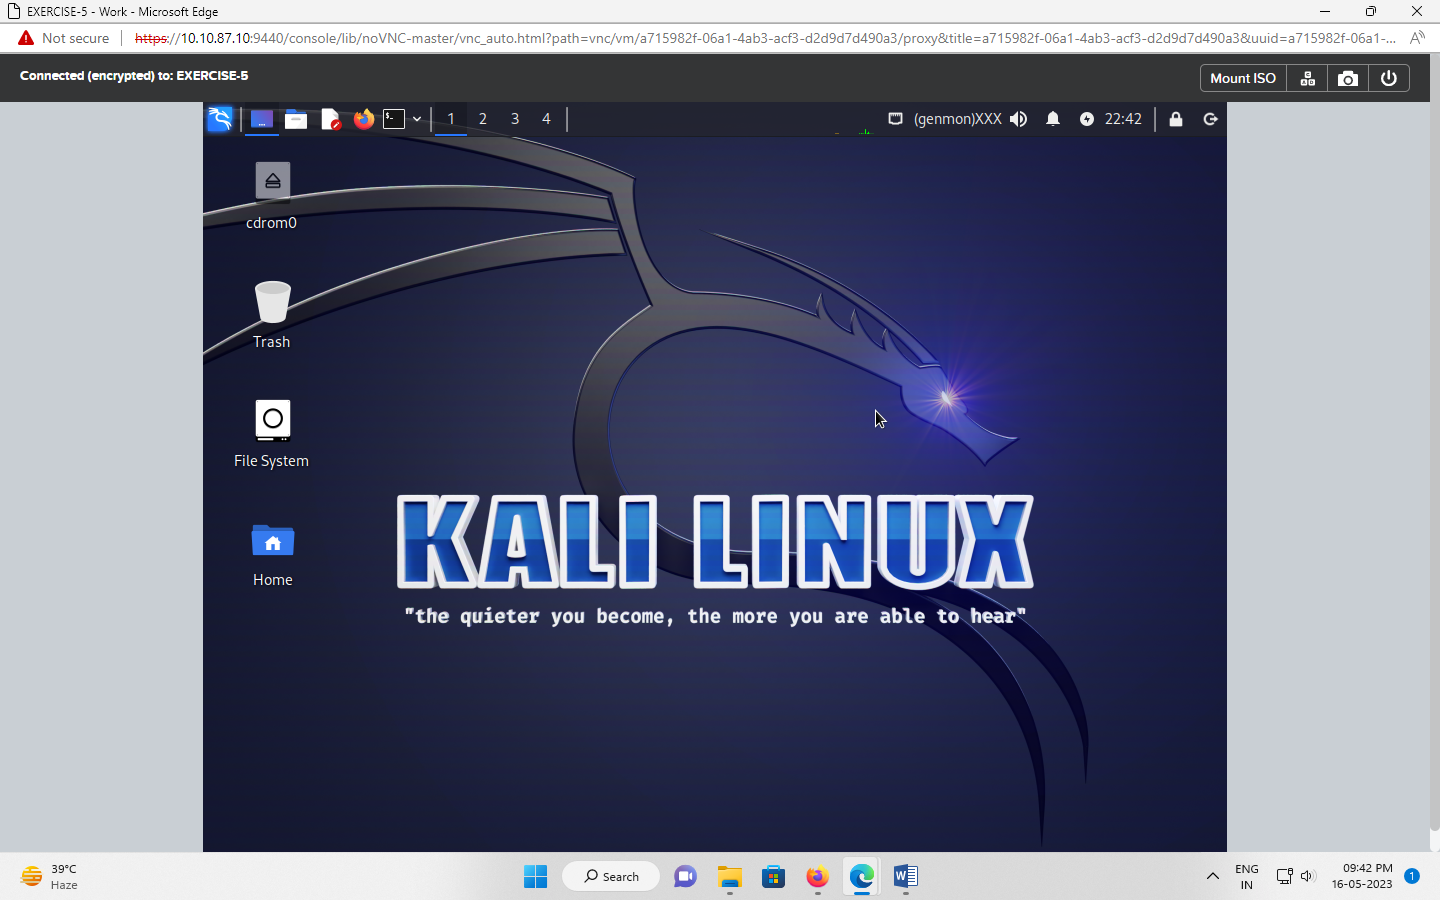 EXERCISE-5 - Work - Microsoft Edge
Not secure
https://10.10.87.10:9440/console/lib/noVNC-master/vnc_auto.html?path=vnc/vm/a715982f-06a1-4ab3-acf3-d2d9d7d490a3/proxy&title=a715982f-06a1-4ab3-acf3-d2d9d7d490a3&uuid=a715982f-06a1-...
Connected (encrypted) to: EXERCISE-5
Mount ISO
1 2 3 4
(genmon)XXX
22:42
cdrom0
Trash
File System
Home
KALI LINUX
"the quieter you become, the more you are able to hear"
39°C
Haze
Search
ENG
IN
09:42 PM
16-05-2023
1